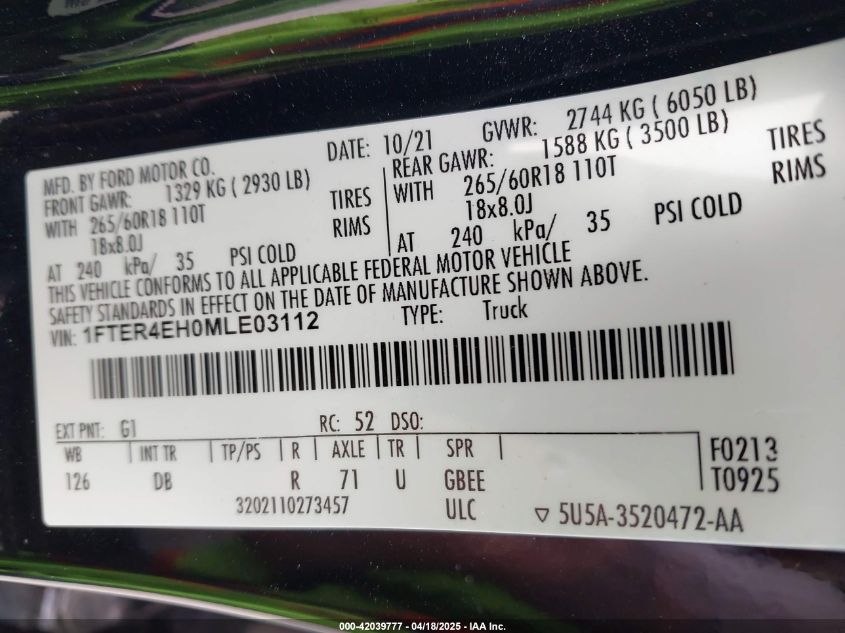 MFD. BY FORD MOTOR CO.
DATE: 10/21
GVWR: 2744 KG ( 6050 LB)
FRONT GAWR: 1329 KG ( 2930 LB)
WITH 265/60R18 110T TIRES
18x8.0J RIMS
AT 240 kPa/ 35 PSI COLD
REAR GAWR: 1588 KG ( 3500 LB)
WITH 265/60R18 110T TIRES
18x8.0J RIMS
AT 240 kPa/ 35 PSI COLD
THIS VEHICLE CONFORMS TO ALL APPLICABLE FEDERAL MOTOR VEHICLE
SAFETY STANDARDS IN EFFECT ON THE DATE OF MANUFACTURE SHOWN ABOVE.
VIN: 1FTER4EH0MLE03112
TYPE: Truck
EXT PNT: G1
RC: 52 DSO:
WB | INT TR | TP/PS | R | AXLE | TR | SPR |
126 DB R 71 U GBEE
F0213
T0925
3202110273457
ULC
▽ 5U5A-3520472-AA
000-42039777 - 04/18/2025 - IAA Inc.